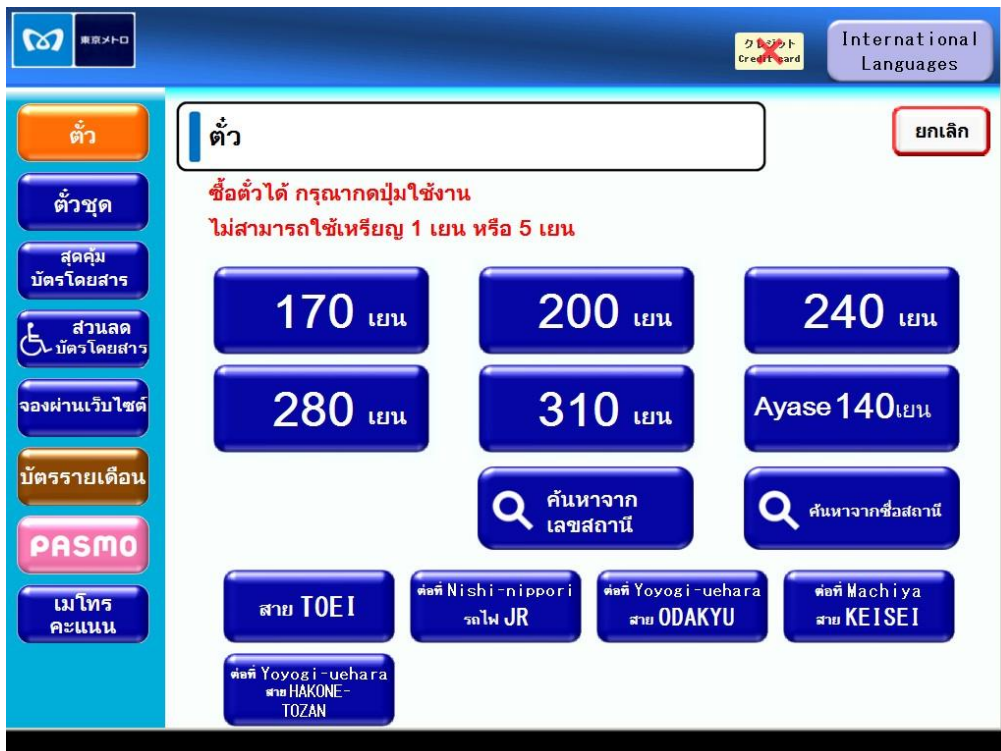 東京メトロ
クレジット
Credit card
International
Languages
ตั๋ว
ตั๋วชุด
สุดคุ้ม
บัตรโดยสาร
ส่วนลด
บัตรโดยสาร
จองผ่านเว็บไซต์
บัตรรายเดือน
PASMO
เมโทร
คะแนน
ตั๋ว
ยกเลิก
ซื้อตั๋วได้ กรุณากดปุ่มใช้งาน
ไม่สามารถใช้เหรียญ 1 เยน หรือ 5 เยน
170 เยน
200 เยน
240 เยน
280 เยน
310 เยน
Ayase 140เยน
ค้นหาจาก
เลขสถานี
ค้นหาจากชื่อสถานี
สาย TOEI
ต่อที่ Nishi-nippori
รถไฟ JR
ต่อที่ Yoyogi-uehara
สาย ODAKYU
ต่อที่ Machiya
สาย KEISEI
ต่อที่ Yoyogi-uehara
สาย HAKONE-
TOZAN